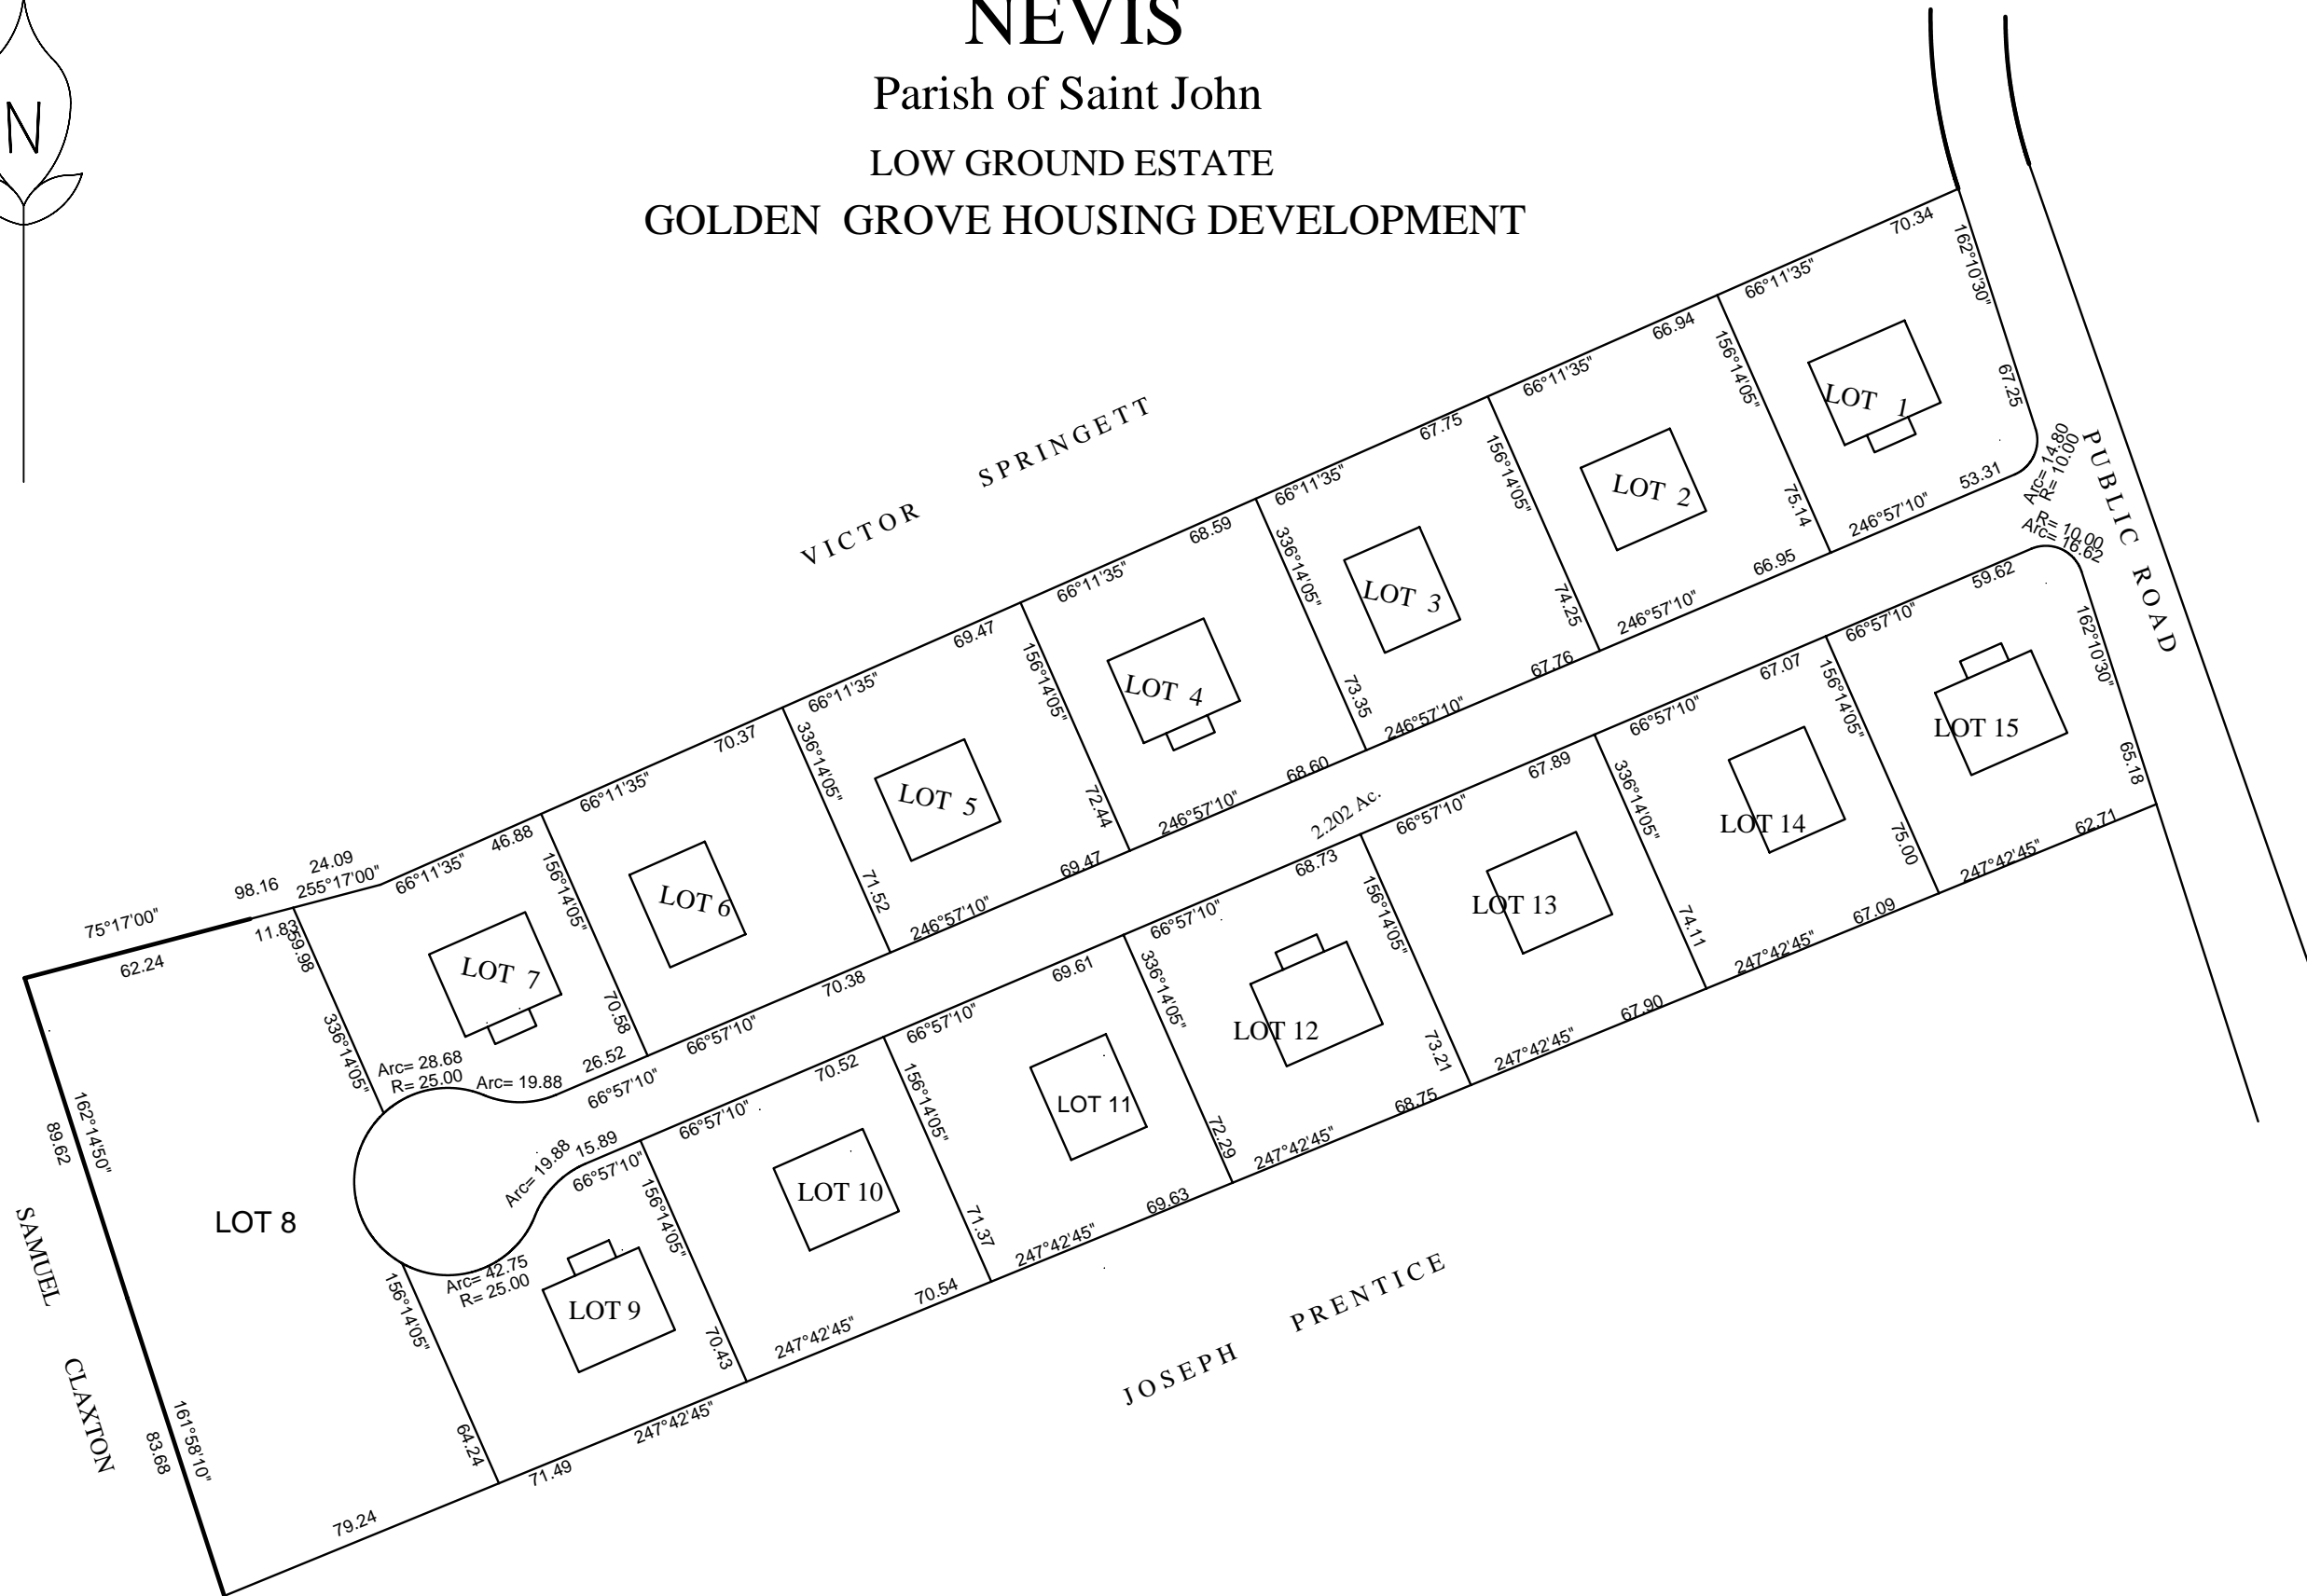 N
NEVIS
Parish of Saint John
LOW GROUND ESTATE
GOLDEN GROVE HOUSING DEVELOPMENT
VICTOR SPRINGETT
PUBLIC ROAD
JOSEPH PRENTICE
SAMUEL CLAXTON
2.202 Ac.
70.34
66°11'35"
162°10'30"
67.25
LOT 1
Arc= 14.80
R= 10.00
53.31
246°57'10"
156°14'05"
75.14
66.94
66°11'35"
LOT 2
66.95
246°57'10"
156°14'05"
74.25
67.75
66°11'35"
LOT 3
67.76
246°57'10"
336°14'05"
73.35
68.59
66°11'35"
LOT 4
68.60
246°57'10"
156°14'05"
72.44
69.47
66°11'35"
LOT 5
69.47
246°57'10"
336°14'05"
71.52
70.37
66°11'35"
LOT 6
70.38
66°57'10"
156°14'05"
70.58
46.88
66°11'35"
24.09
255°17'00"
98.16
11.83
59.98
336°14'05"
LOT 7
Arc= 28.68
R= 25.00
Arc= 19.88
26.52
66°57'10"
75°17'00"
62.24
162°14'50"
89.62
LOT 8
161°58'10"
83.68
79.24
156°14'05"
64.24
Arc= 42.75
R= 25.00
Arc= 19.88
15.89
66°57'10"
LOT 9
156°14'05"
70.43
247°42'45"
71.49
66°57'10"
70.52
LOT 10
156°14'05"
71.37
247°42'45"
70.54
66°57'10"
69.61
LOT 11
336°14'05"
72.29
247°42'45"
69.63
66°57'10"
68.73
LOT 12
156°14'05"
73.21
247°42'45"
68.75
66°57'10"
67.89
LOT 13
336°14'05"
74.11
247°42'45"
67.90
66°57'10"
67.07
LOT 14
156°14'05"
75.00
247°42'45"
67.09
66°57'10"
59.62
R= 10.00
Arc= 16.62
LOT 15
162°10'30"
65.18
247°42'45"
62.71